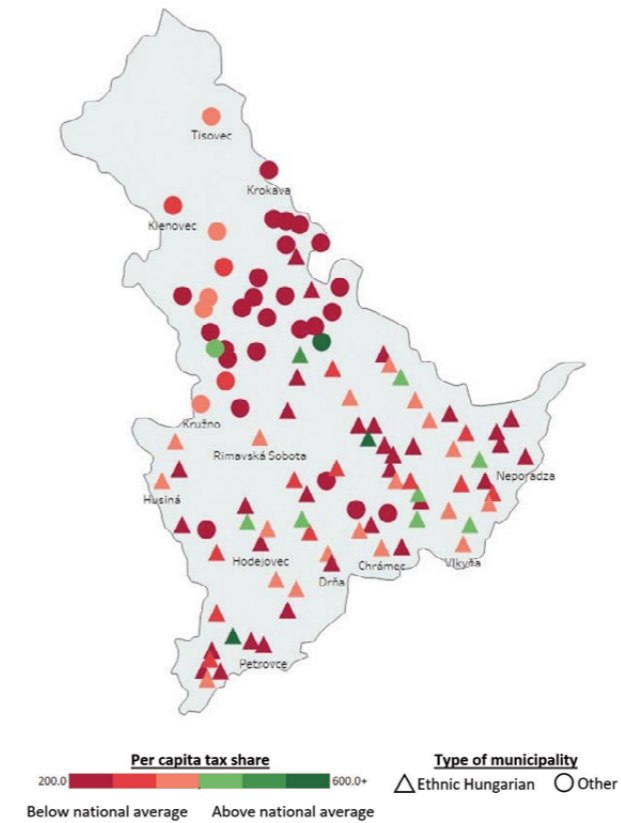 Tisovec
Krokava
Klenovec
Kružno
Rimavská Sobota
Neporadza
Husiná
Hodejovec
Chrámec
Vlkyňa
Drňa
Petrovce
Per capita tax share
Type of municipality
200.0
600.0+
Ethnic Hungarian
Other
Below national average
Above national average